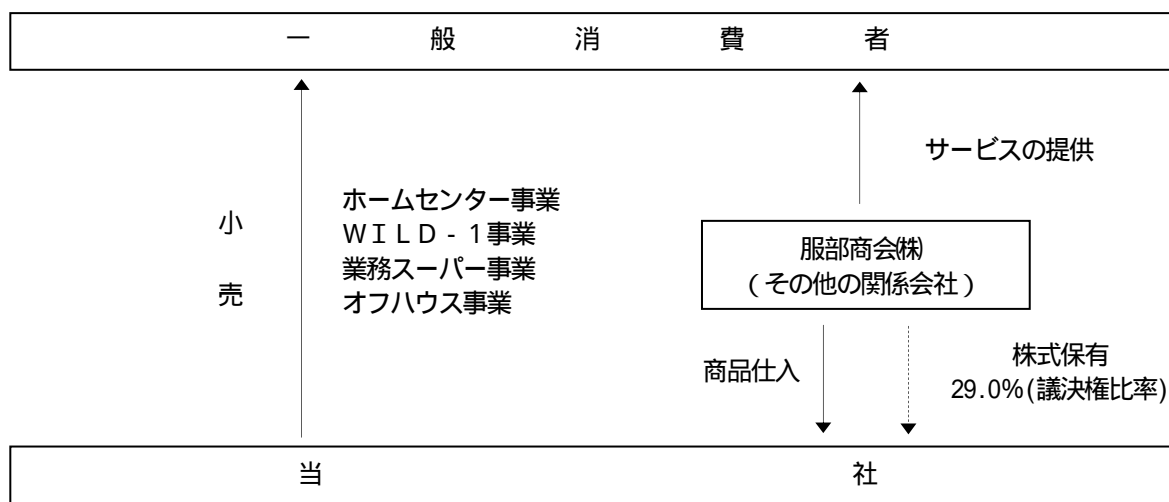 一般消費者
サービスの提供
小売
ホームセンター事業
ＷＩＬＤ‐１事業
業務スーパー事業
オフハウス事業
服部商会㈱
（その他の関係会社）
商品仕入
株式保有
29.0%(議決権比率)
当社